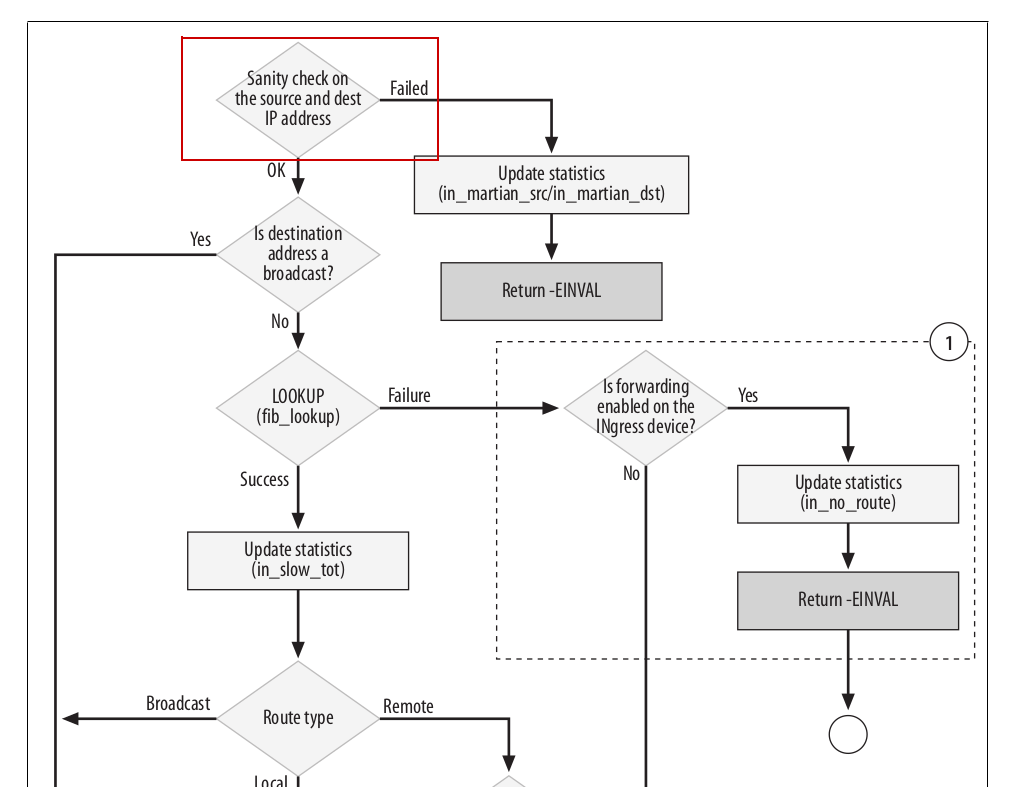 Sanity check on
the source and dest
IP address
Failed
OK
Update statistics
(in_martian_src/in_martian_dst)
Yes
Is destination
address a
broadcast?
Return -EINVAL
No
1
LOOKUP
(fib_lookup)
Failure
Is forwarding
enabled on the
INgress device?
Yes
Success
No
Update statistics
(in_no_route)
Update statistics
(in_slow_tot)
Return -EINVAL
Broadcast
Route type
Remote
Local